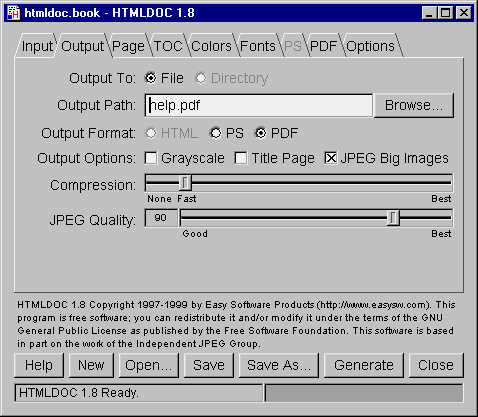 htmldoc.book - HTMLDOC 1.8
Input Output Page TOC Colors Fonts PS PDF Options
Output To: File Directory
Output Path: help.pdf Browse...
Output Format: HTML PS PDF
Output Options: Grayscale Title Page JPEG Big Images
Compression:
None Fast Best
JPEG Quality: 90
Good Best
HTMLDOC 1.8 Copyright 1997-1999 by Easy Software Products (http://www.easysw.com). This
program is free software; you can redistribute it and/or modify it under the terms of the GNU
General Public License as published by the Free Software Foundation. This software is based
in part on the work of the Independent JPEG Group.
Help New Open... Save Save As... Generate Close
HTMLDOC 1.8 Ready.